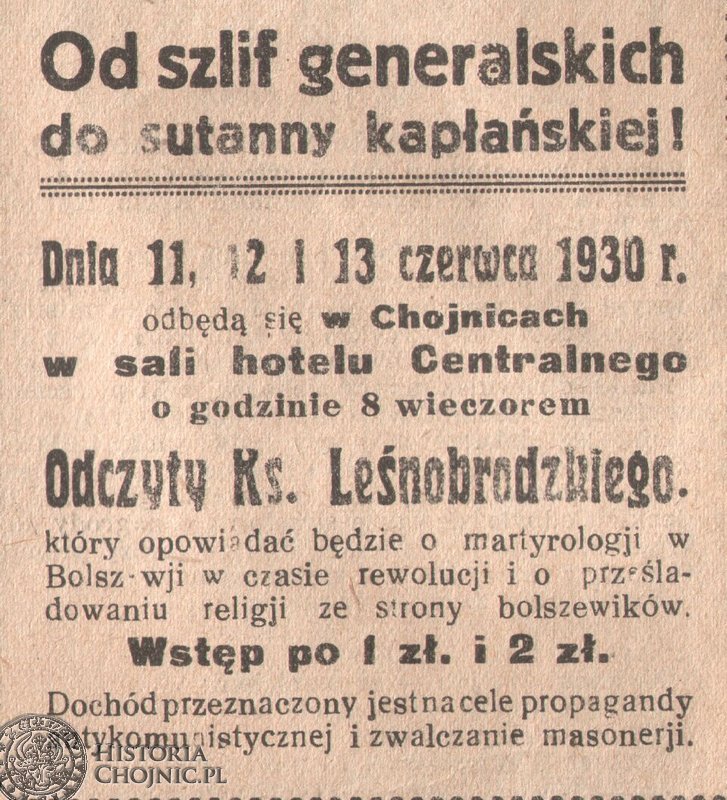 Od szlif generalskich
do sutanny kapłańskiej!
Dnia 11, 12 i 13 czerwca 1930 r.
odbędą się w Chojnicach
w sali hotelu Centralnego
o godzinie 8 wieczorem
Odczyty Ks. Leśnobrodzkiego.
który opowiadać będzie o martyrologji w
Bolszewji w czasie rewolucji i o prześla-
dowaniu religji ze strony bolszewików.
Wstęp po 1 zł. i 2 zł.
Dochód przeznaczony jest na cele propagandy
tykomunistycznej i zwalczanie masonerji.
HISTORIA
CHOJNIC.PL